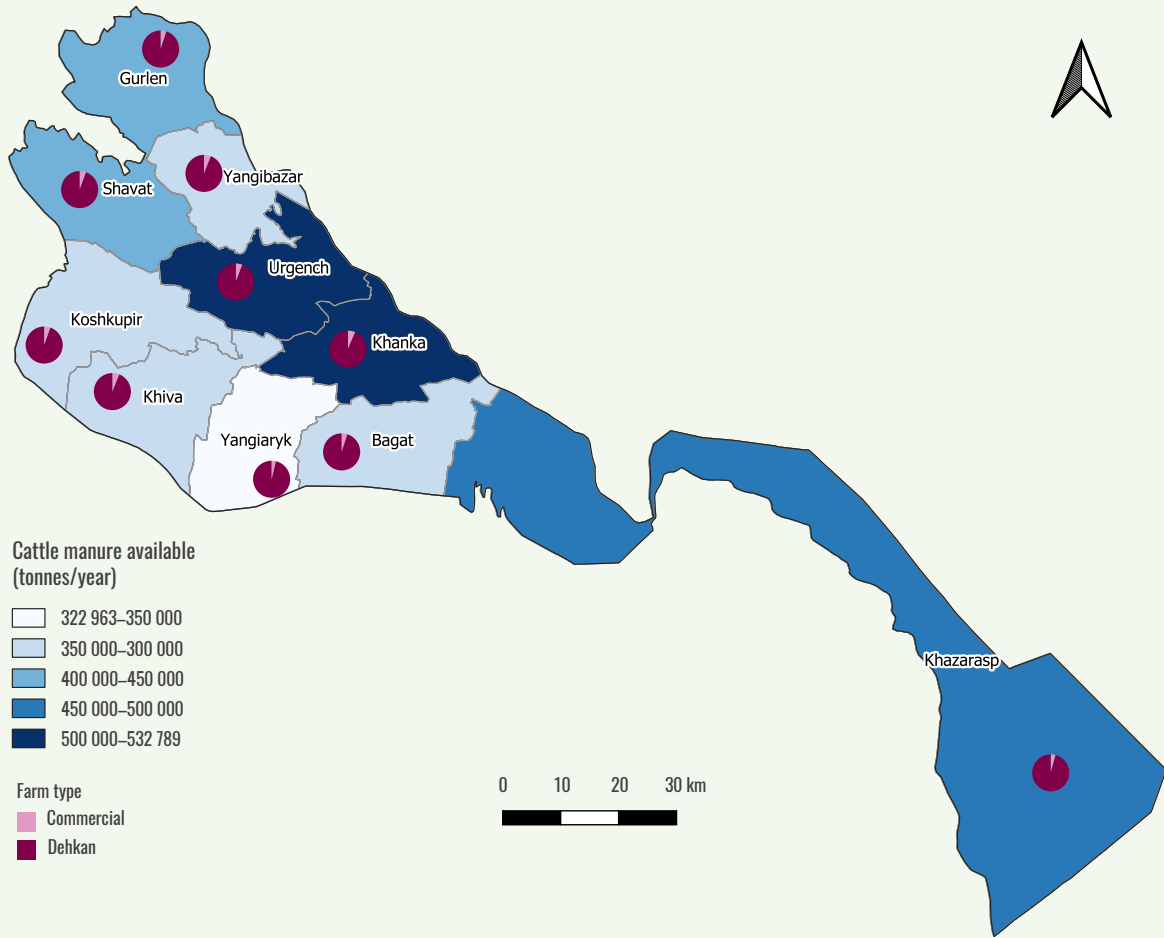 Gurlen
Yangibazar
Shavat
Urgench
Koshkupir
Khanka
Khiva
Yangiaryk
Bagat
Khazarasp
Cattle manure available
(tonnes/year)
322 963–350 000
350 000–300 000
400 000–450 000
450 000–500 000
500 000–532 789
Farm type
Commercial
Dehkan
0 10 20 30 km